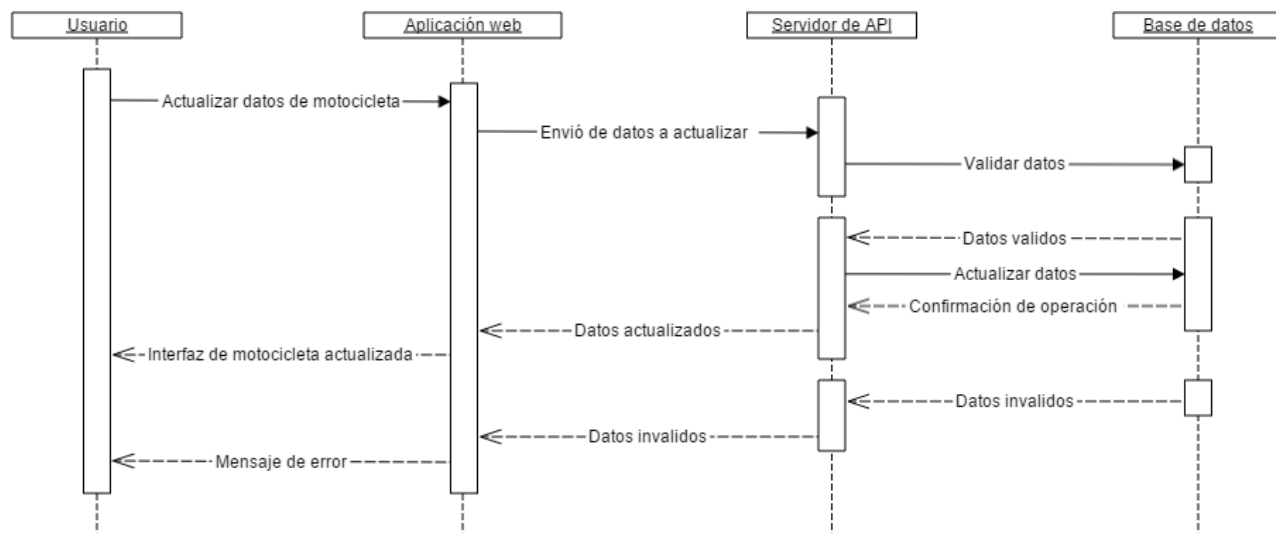 Usuario
Aplicación web
Servidor de API
Base de datos
Actualizar datos de motocicleta
Envió de datos a actualizar
Validar datos
Datos validos
Actualizar datos
Confirmación de operación
Datos actualizados
Interfaz de motocicleta actualizada
Datos invalidos
Datos invalidos
Mensaje de error